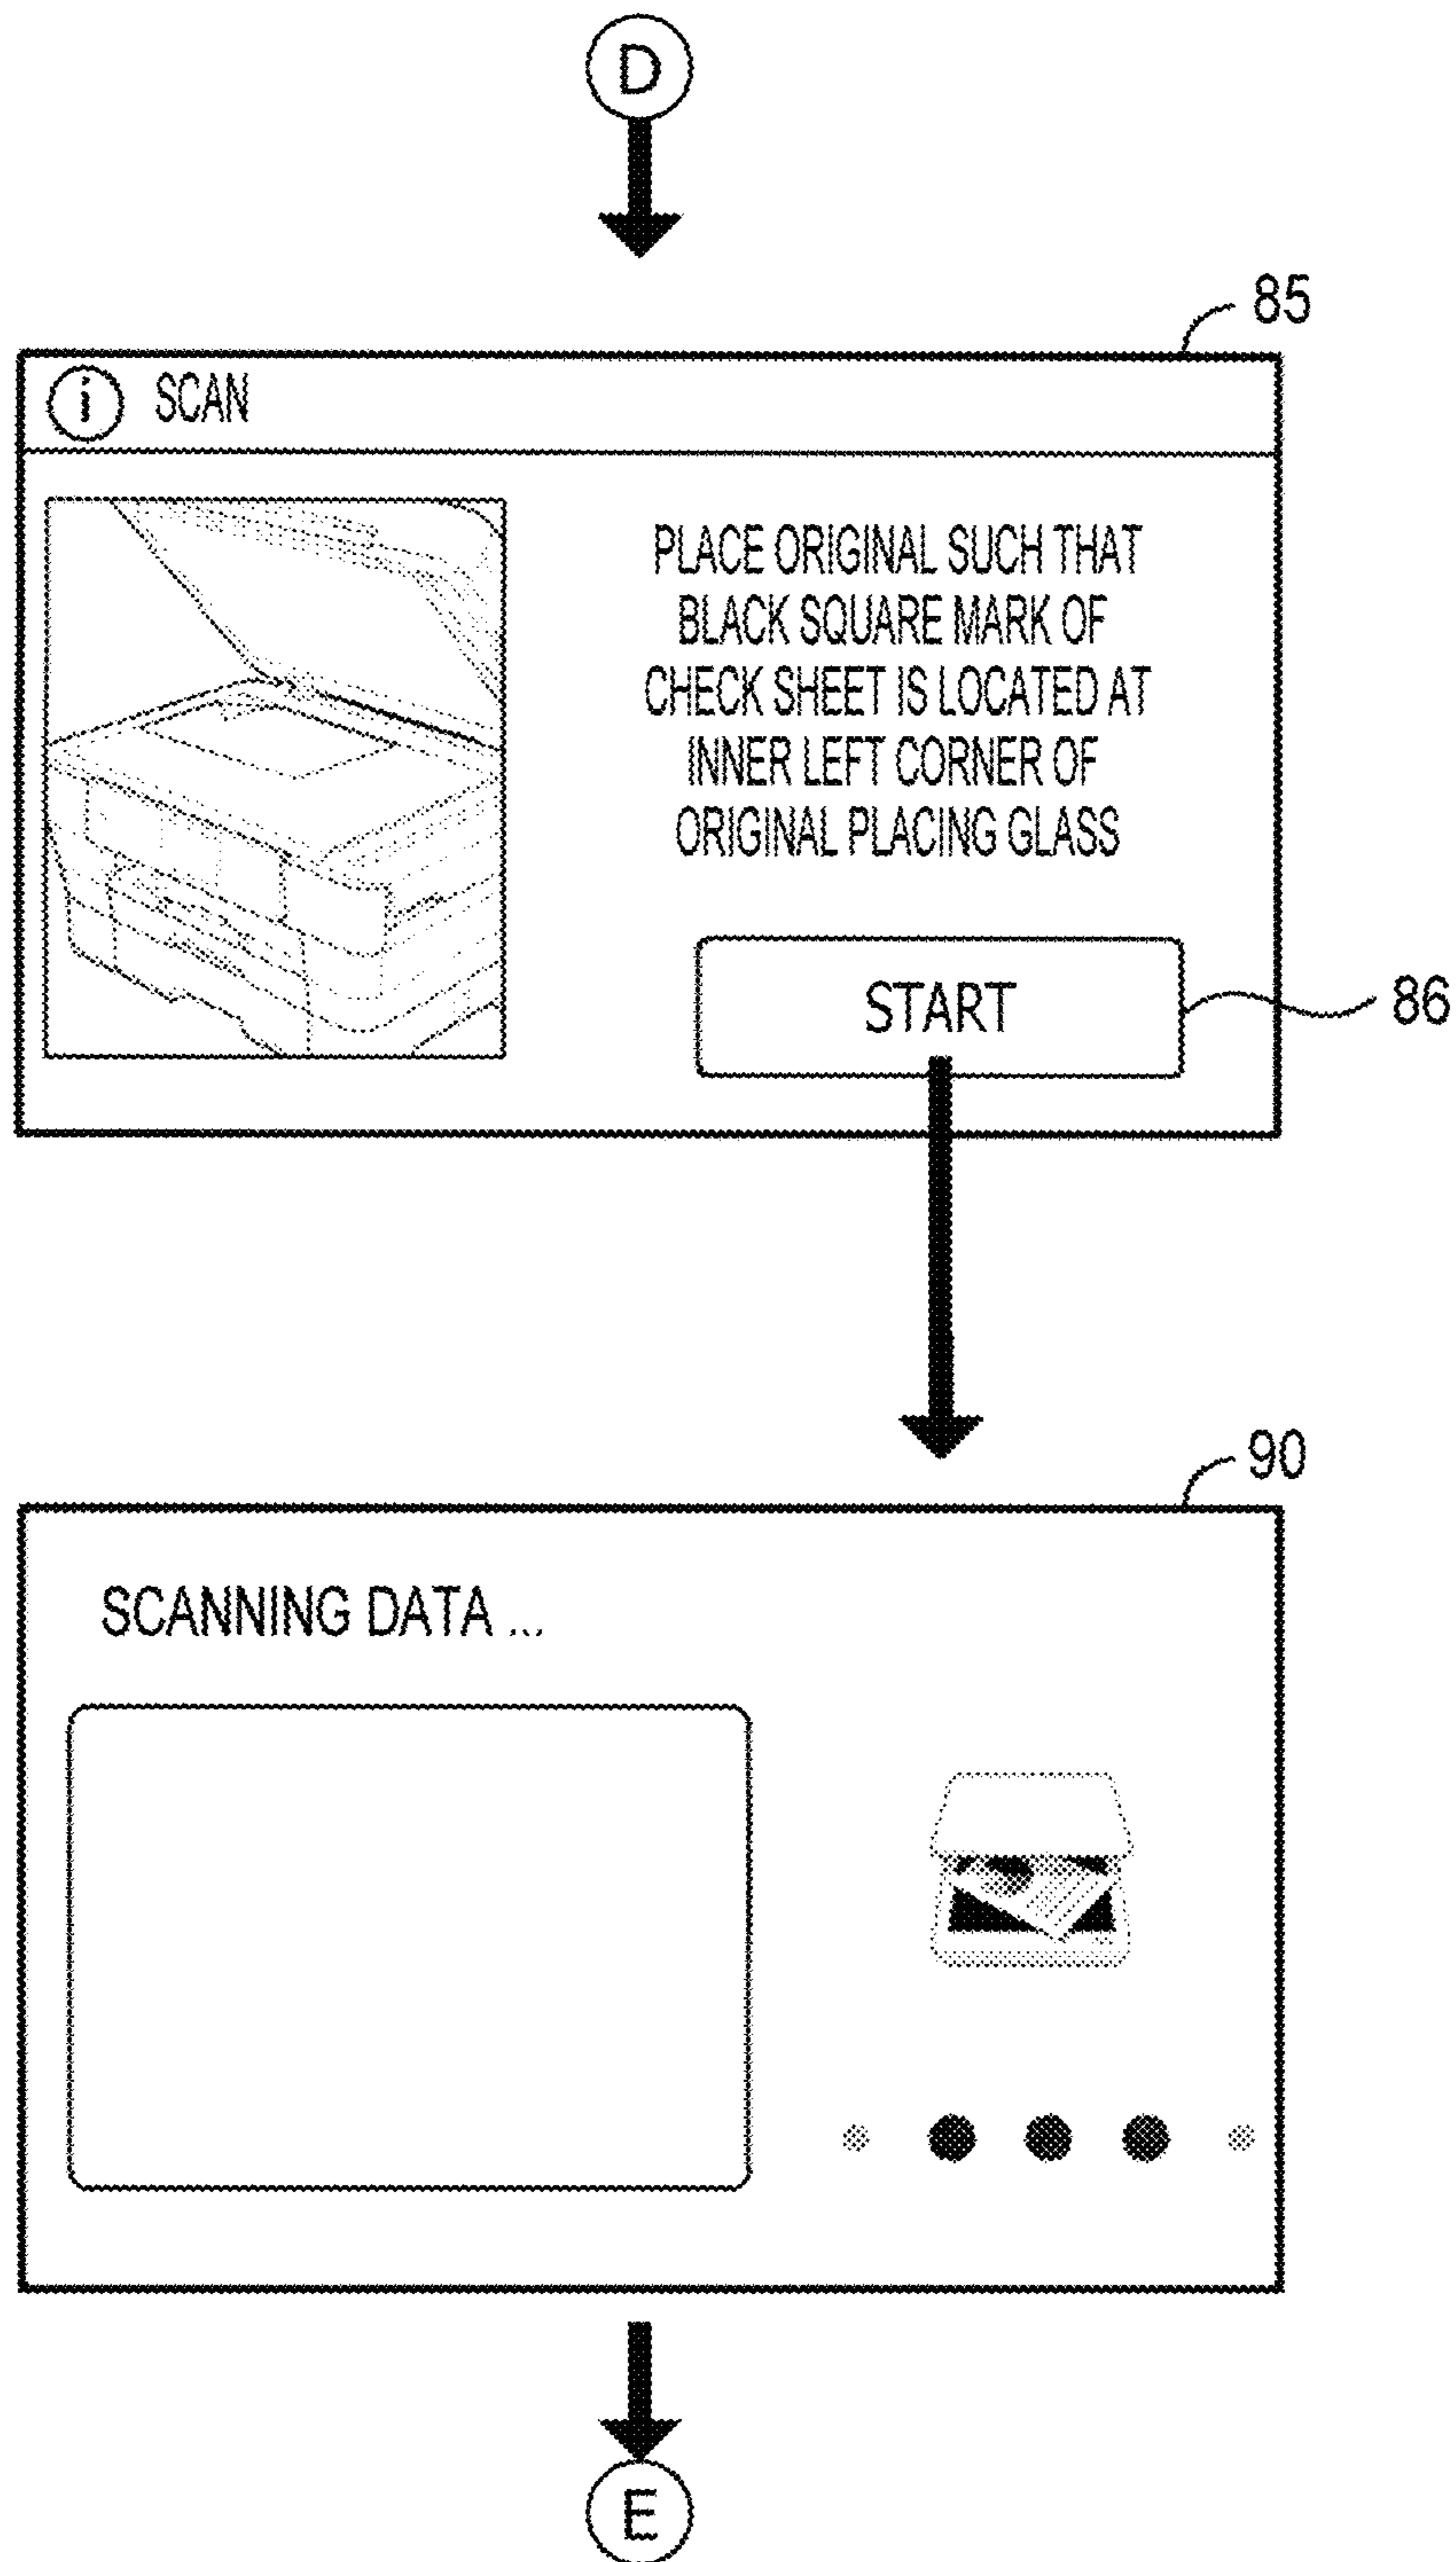 D
85
i SCAN
PLACE ORIGINAL SUCH THAT
BLACK SQUARE MARK OF
CHECK SHEET IS LOCATED AT
INNER LEFT CORNER OF
ORIGINAL PLACING GLASS
START
86
90
SCANNING DATA ...
E